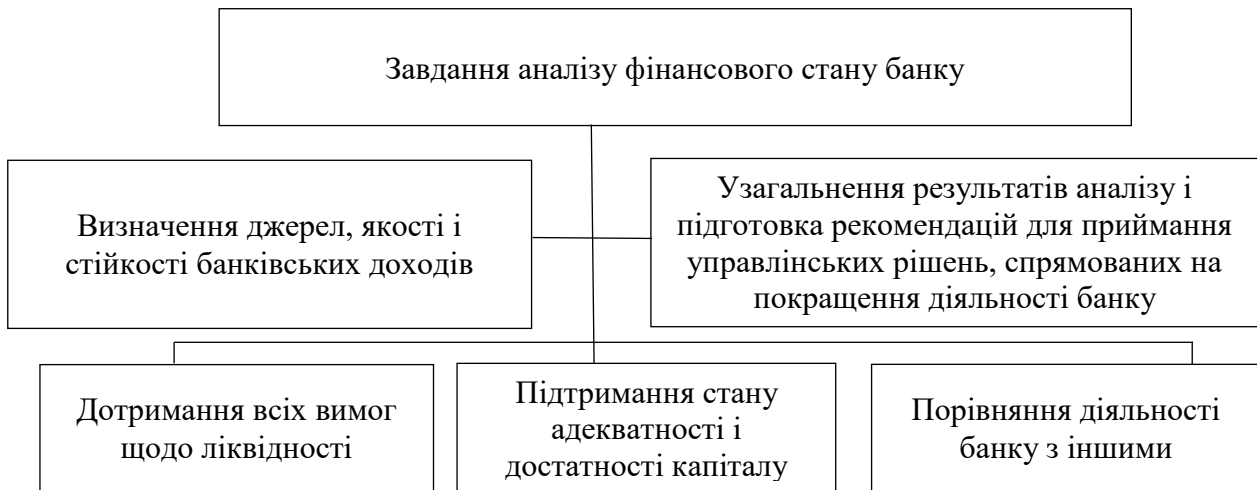 Завдання аналізу фінансового стану банку
Визначення джерел, якості і
стійкості банківських доходів
Узагальнення результатів аналізу і
підготовка рекомендацій для приймання
управлінських рішень, спрямованих на
покращення діяльності банку
Дотримання всіх вимог
щодо ліквідності
Підтримання стану
адекватності і
достатності капіталу
Порівняння діяльності
банку з іншими